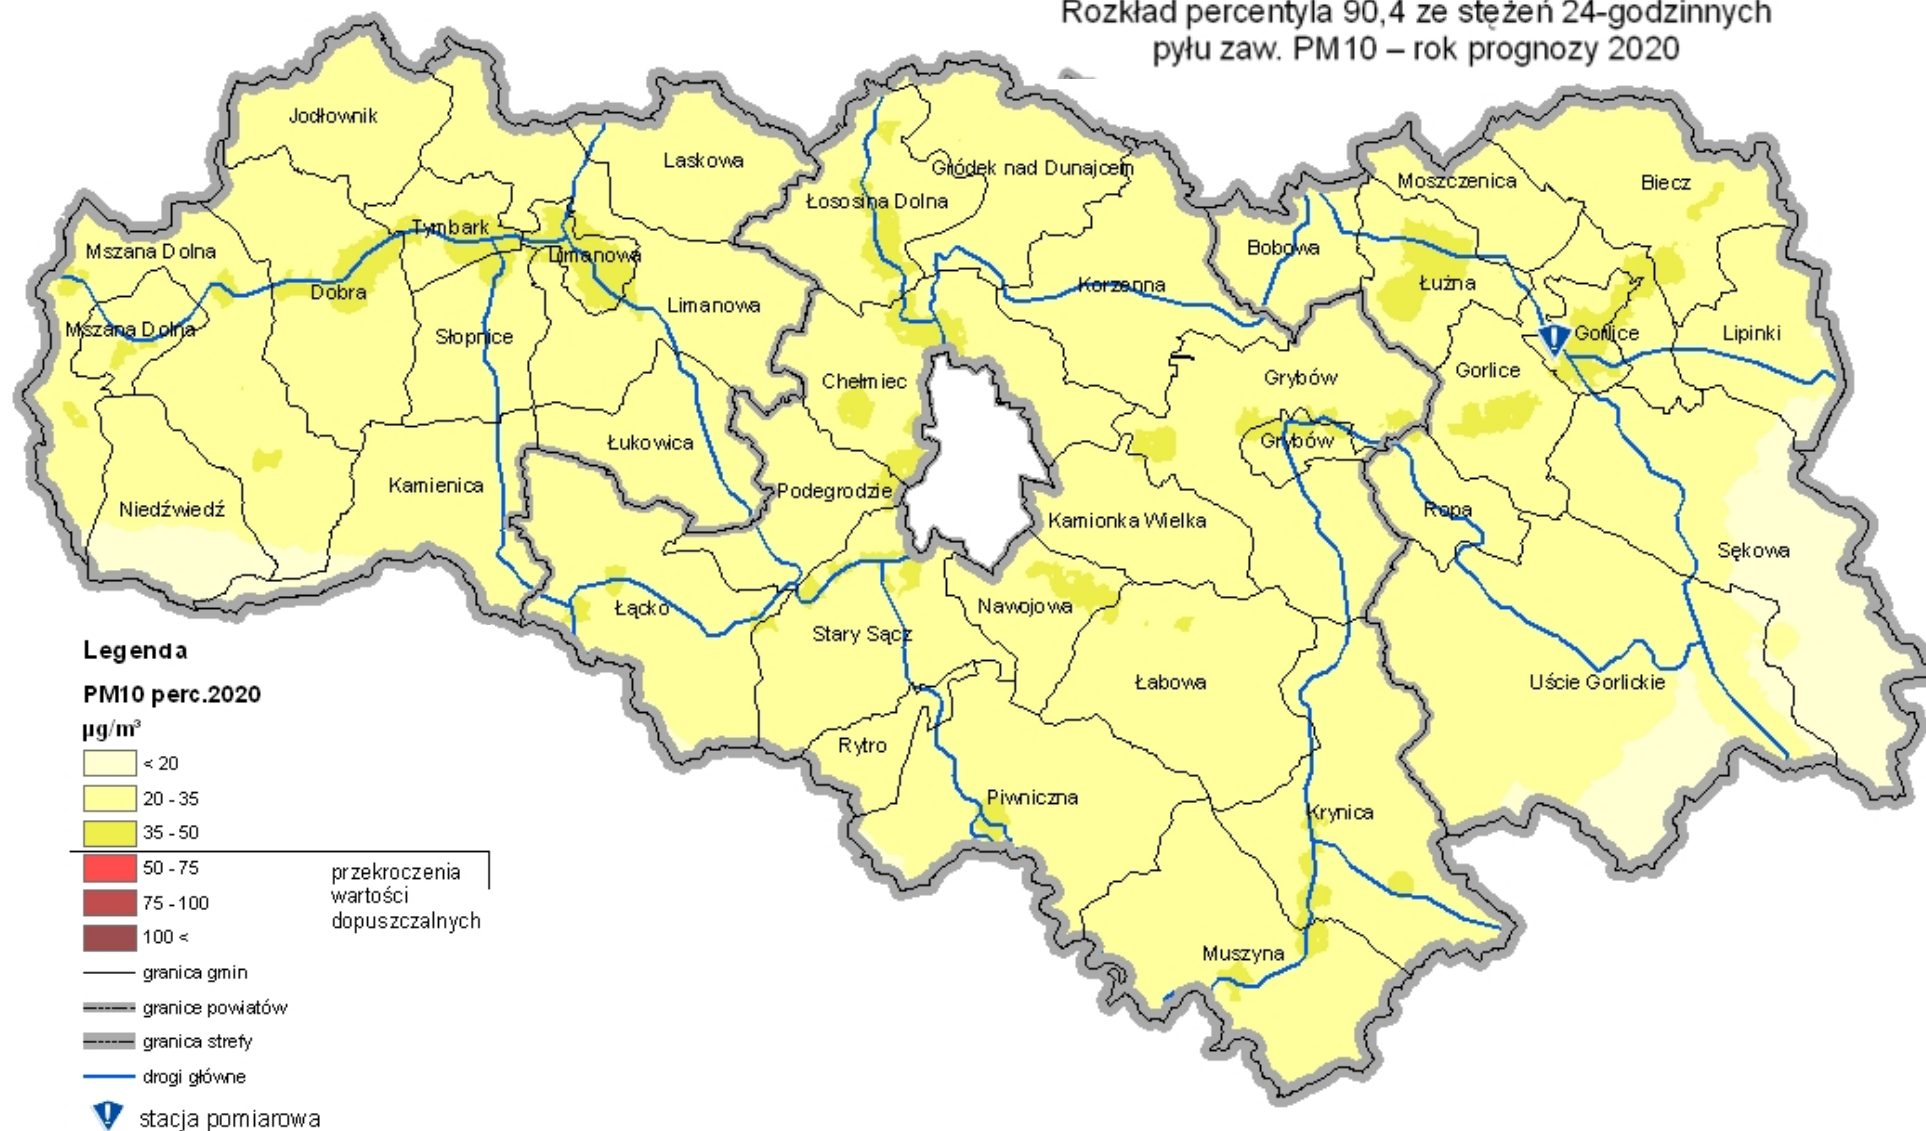 Rozkład percentyla 90,4 ze stężeń 24-godzinnych
pyłu zaw. PM10 – rok prognozy 2020
Jodłownik
Laskowa
Gródek nad Dunajcem
Moszczenica
Biecz
Łososina Dolna
Tymbark
Mszana Dolna
Limanowa
Bobowa
Dobra
Korzenna
Łużna
Limanowa
Mszana Dolna
Słopnice
Gorlice
Lipinki
Chełmiec
Grybów
Gorlice
Łukowica
Grybów
Kamienica
Podegrodzie
Niedźwiedź
Kamionka Wielka
Ropa
Sękowa
Łącko
Nawojowa
Stary Sącz
Łabowa
Uście Gorlickie
Rytro
Piwniczna
Krynica
Muszyna
Legenda
PM10 perc.2020
µg/m³
< 20
20 - 35
35 - 50
50 - 75
75 - 100
100 <
przekroczenia
wartości
dopuszczalnych
granica gmin
granice powiatów
granica strefy
drogi główne
stacja pomiarowa